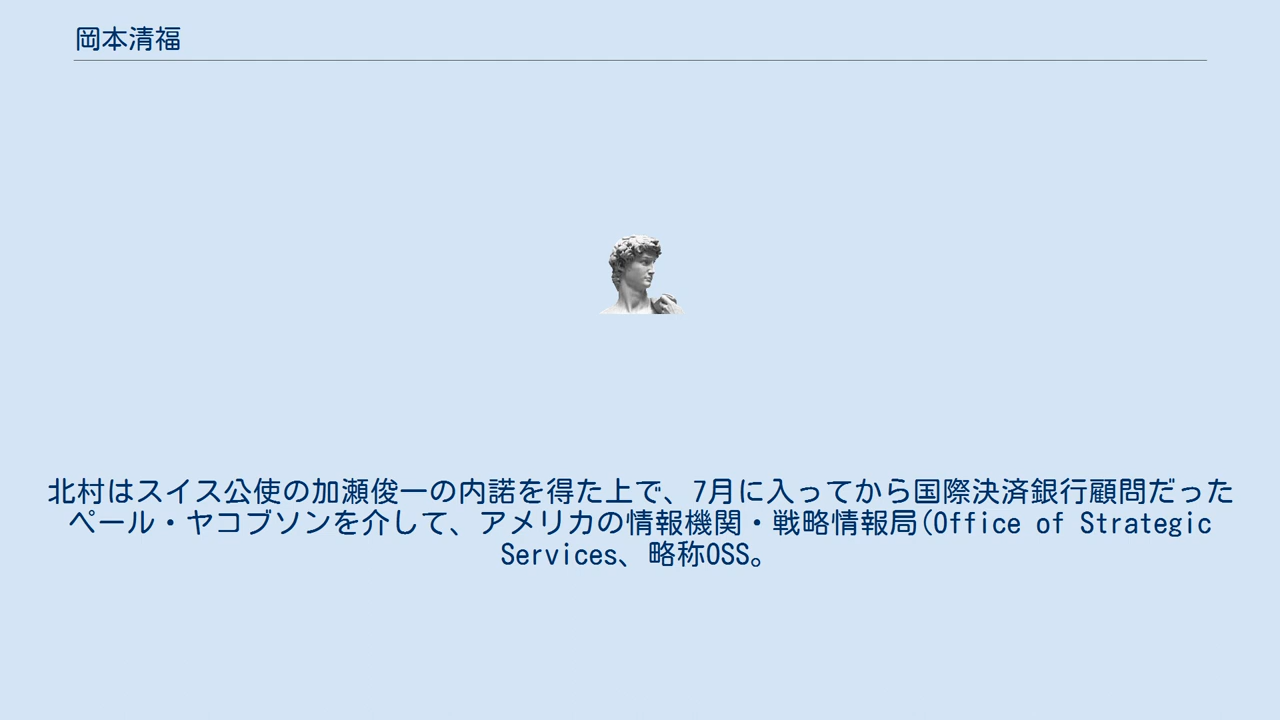 岡本清福
北村はスイス公使の加瀬俊一の内諾を得た上で、7月に入ってから国際決済銀行顧問だった
ペール・ヤコブソンを介して、アメリカの情報機関・戦略情報局(Office of Strategic
Services、略称OSS。